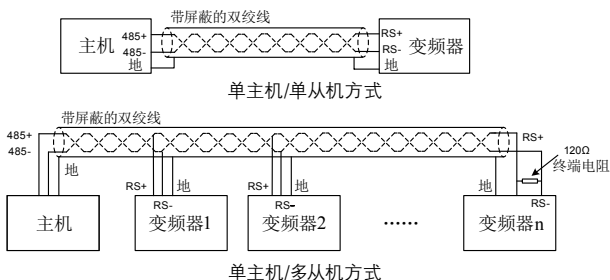 带屏蔽的双绞线
主机
485+
485-
地
RS+
RS-
地
变频器
单主机/单从机方式
带屏蔽的双绞线
485+
485-
RS+
120Ω
终端电阻
地
RS+
地
RS+
地
地
主机
RS-
变频器1
RS-
变频器2
……
RS-
变频器n
单主机/多从机方式